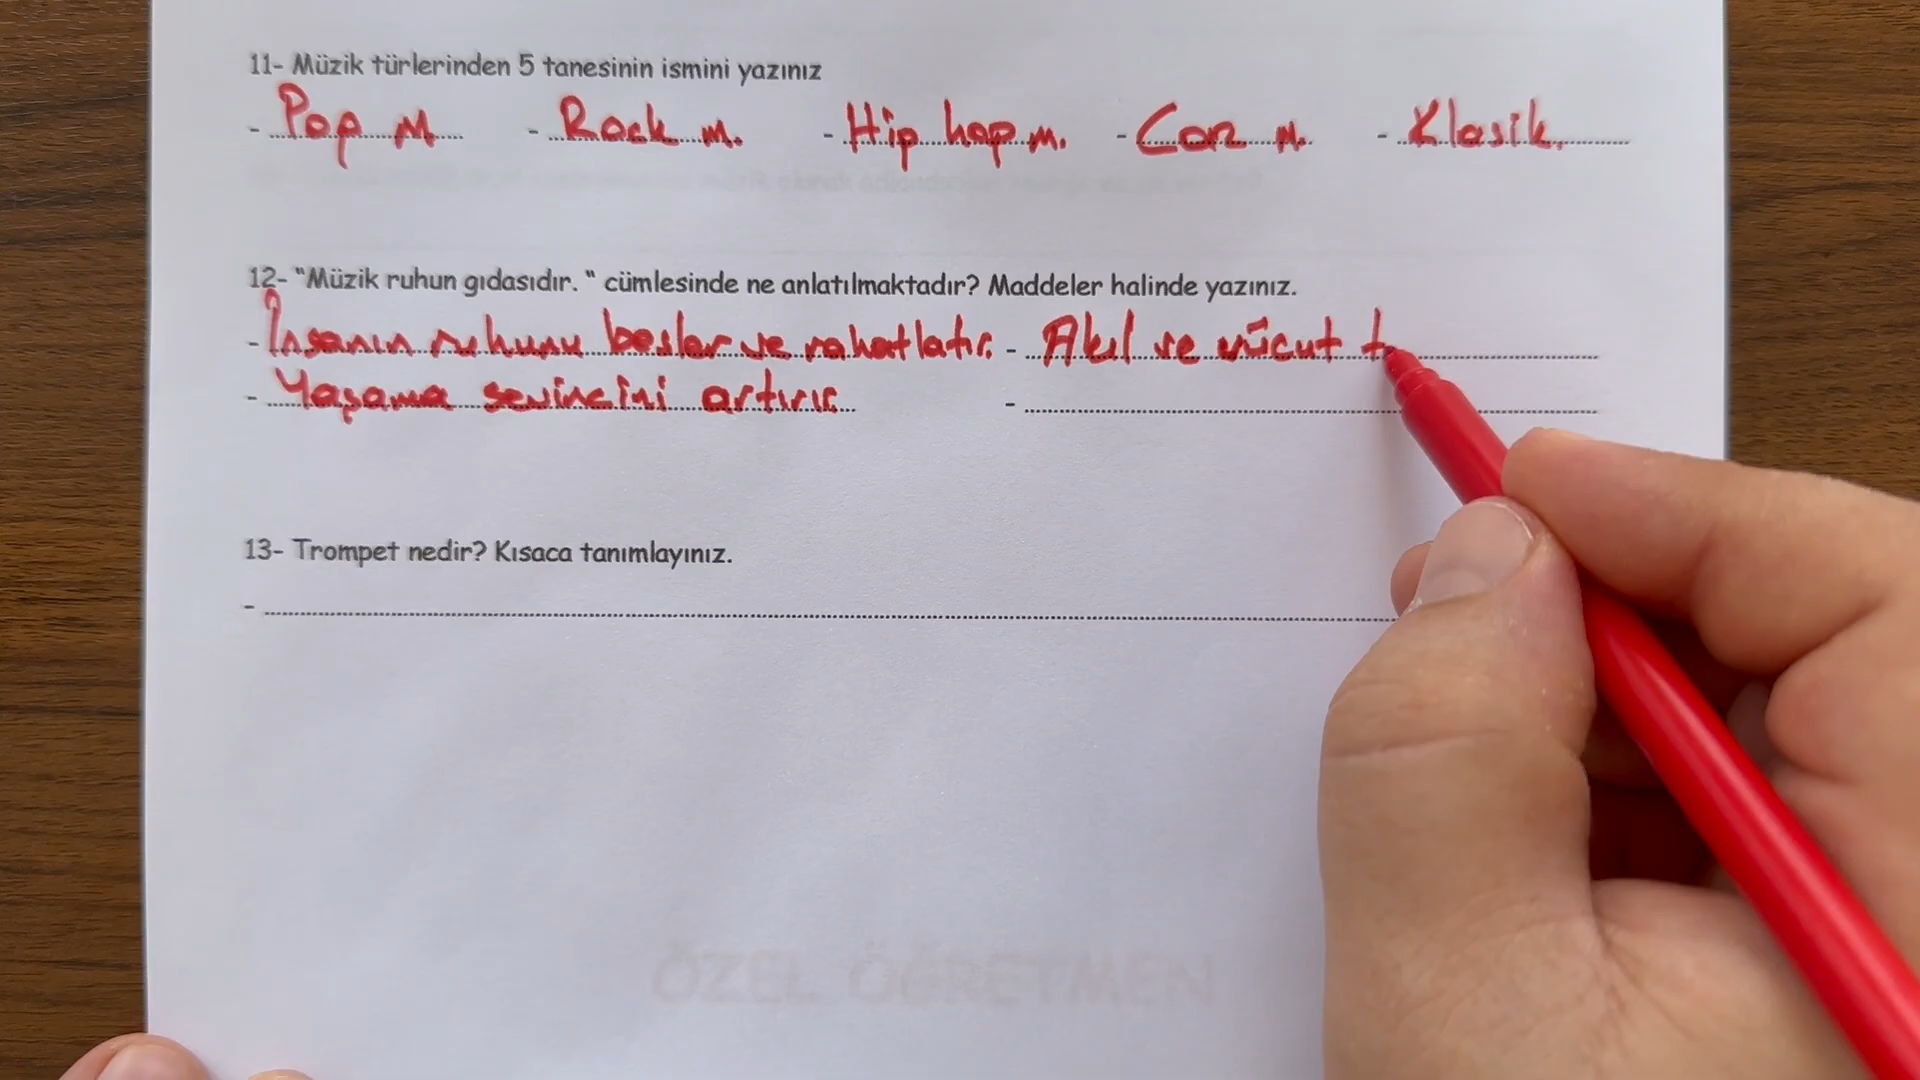 11- Müzik türlerinden 5 tanesinin ismini yazınız
- Pop M - Rock m. - Hip hop m. - Caz M. - Klasik.
12- "Müzik ruhun gıdasıdır. " cümlesinde ne anlatılmaktadır? Maddeler halinde yazınız.
- İnsanın ruhunu besler ve rahatlatır. - Akıl ve vücut t
- Yaşama sevincini artırır -
13- Trompet nedir? Kısaca tanımlayınız.
-
ÖZEL ÖĞRETMEN